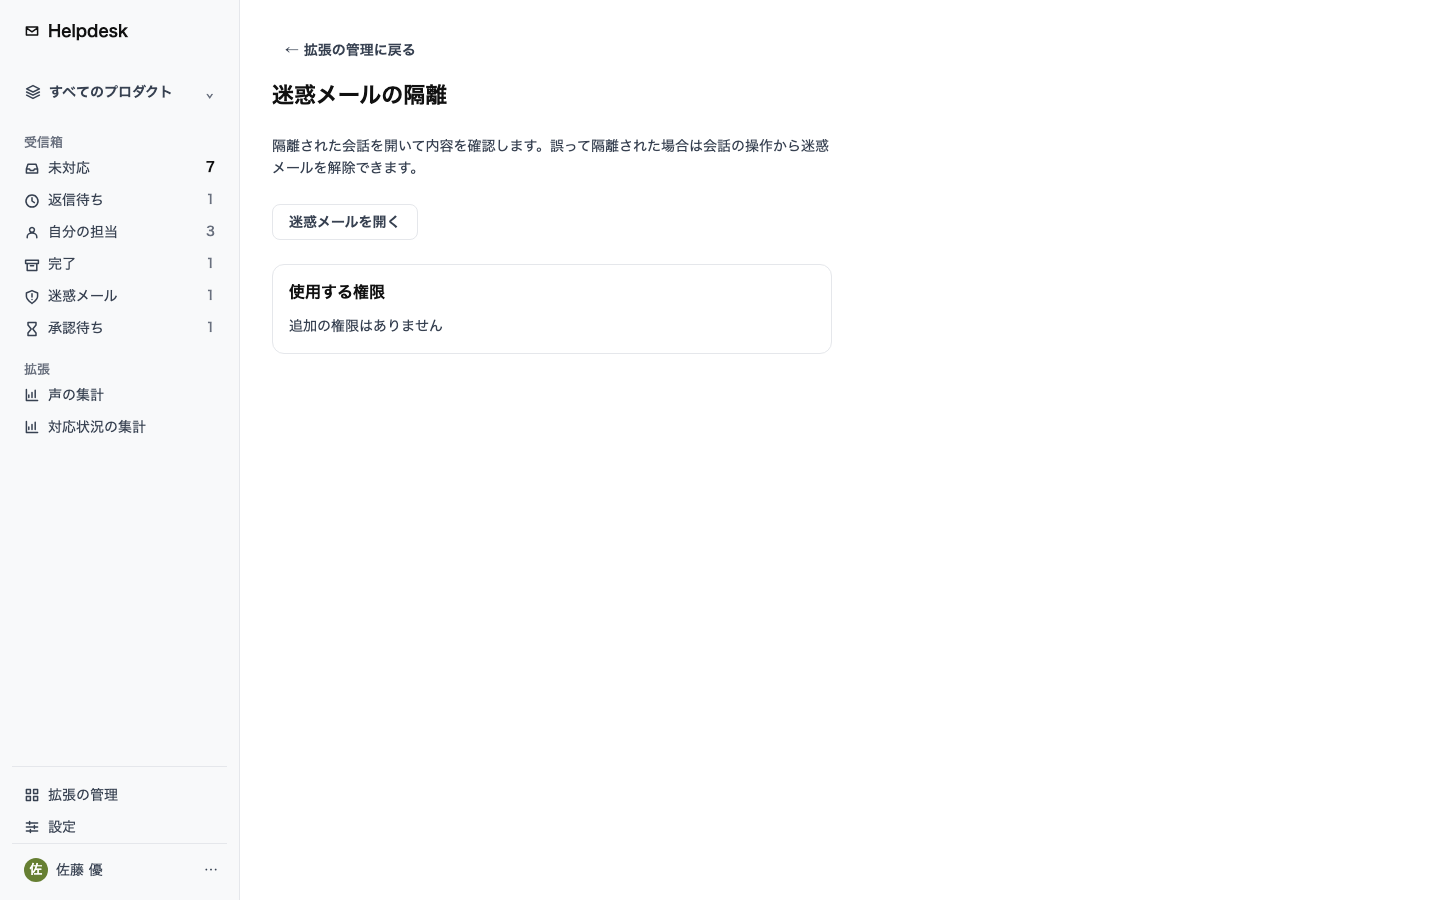 Helpdesk
すべてのプロダクト
受信箱
未対応 7
返信待ち 1
自分の担当 3
完了 1
迷惑メール 1
承認待ち 1
拡張
声の集計
対応状況の集計
拡張の管理
設定
佐 佐藤 優 ...
← 拡張の管理に戻る
迷惑メールの隔離
隔離された会話を開いて内容を確認します。誤って隔離された場合は会話の操作から迷惑
メールを解除できます。
迷惑メールを開く
使用する権限
追加の権限はありません